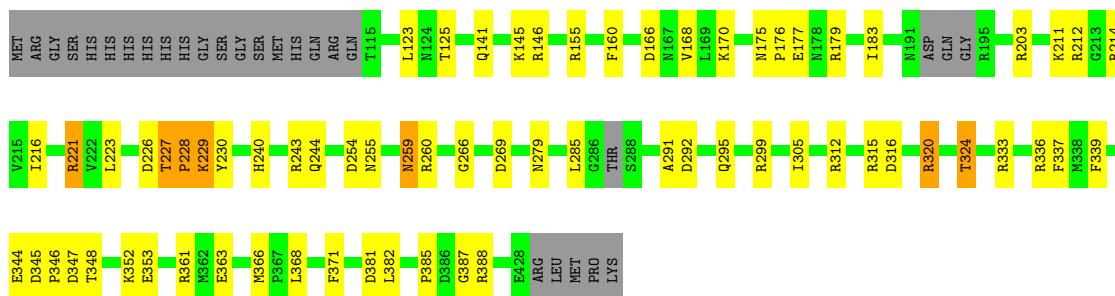 MET ARG GLY SER HIS HIS HIS HIS HIS HIS GLY SER GLY SER MET HIS GLN ARG GLN T115 L123 N124 T125 Q141 K145 R146 R155 F160 D166 N167 V168 L169 K170 N175 P176 E177 N178 R179 I183 N191 ASP GLN GLY R195 R203 K211 R212 G213
V215 I216 R221 V222 L223 D226 T227 P228 K229 Y230 H240 R243 Q244 D254 N255 N259 R260 G266 D269 N279 L285 G286 THR S288 A291 D292 Q295 R299 I305 R312 R315 D316 R320 T324 R333 R336 F337 M338 F339
E344 D345 P346 D347 T348 K352 E353 R361 M362 E363 M366 P367 L368 F371 D381 L382 P385 D386 G387 R388 E428 ARG LEU MET PRO LYS